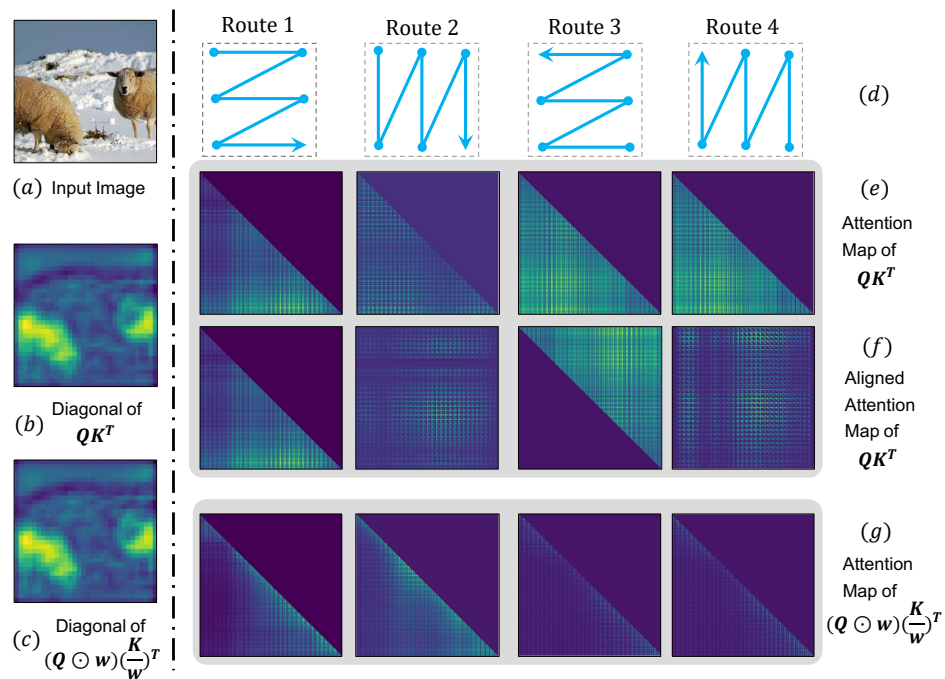 Route 1 Route 2 Route 3 Route 4
(d)
(a) Input Image
(e)
Attention
Map of
QK^T
(b) Diagonal of
QK^T
(f)
Aligned
Attention
Map of
QK^T
(c) Diagonal of
(Q ⊙ w)(K/w)^T
(g)
Attention
Map of
(Q ⊙ w)(K/w)^T